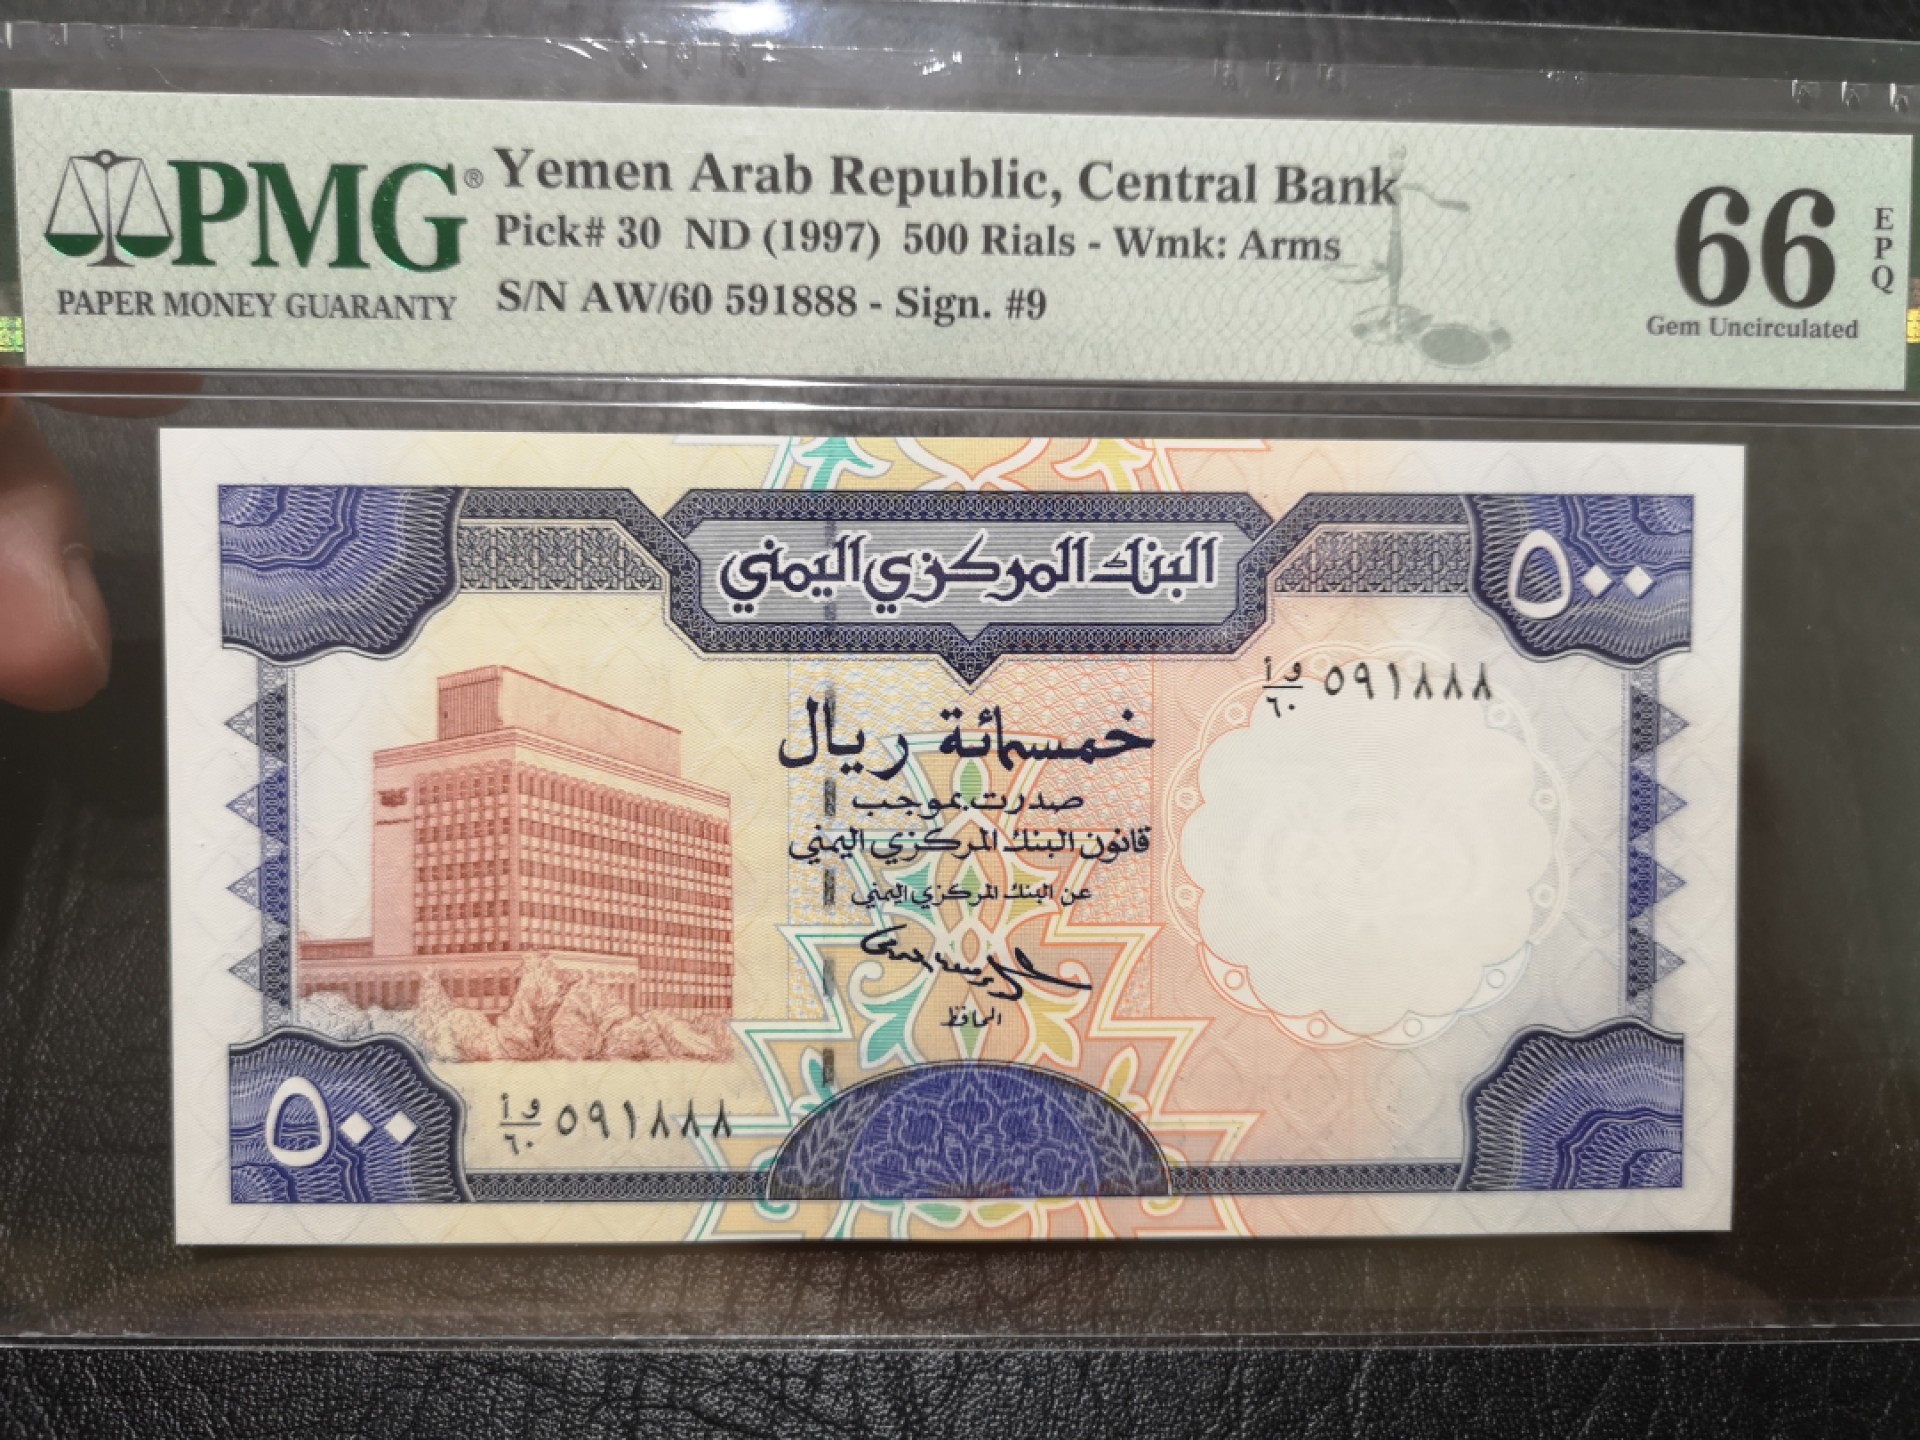 PMG®
PAPER MONEY GUARANTY
Yemen Arab Republic, Central Bank
Pick# 30 ND (1997) 500 Rials - Wmk: Arms
S/N AW/60 591888 - Sign. #9
66
EPQ
Gem Uncirculated
البنك المركزي اليمني
٥٠٠
أ و/٦٠ ٥٩١٨٨٨
خمسمائة ريال
صدرت بموجب
قانون البنك المركزي اليمني
عن البنك المركزي اليمني
المحافظ
أ و/٦٠ ٥٩١٨٨٨
٥٠٠